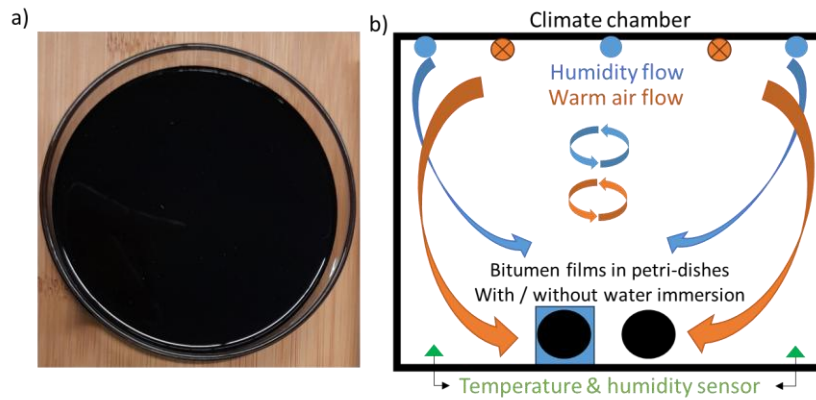 a)
b)
Climate chamber
Humidity flow
Warm air flow
Bitumen films in petri-dishes
With / without water immersion
Temperature & humidity sensor